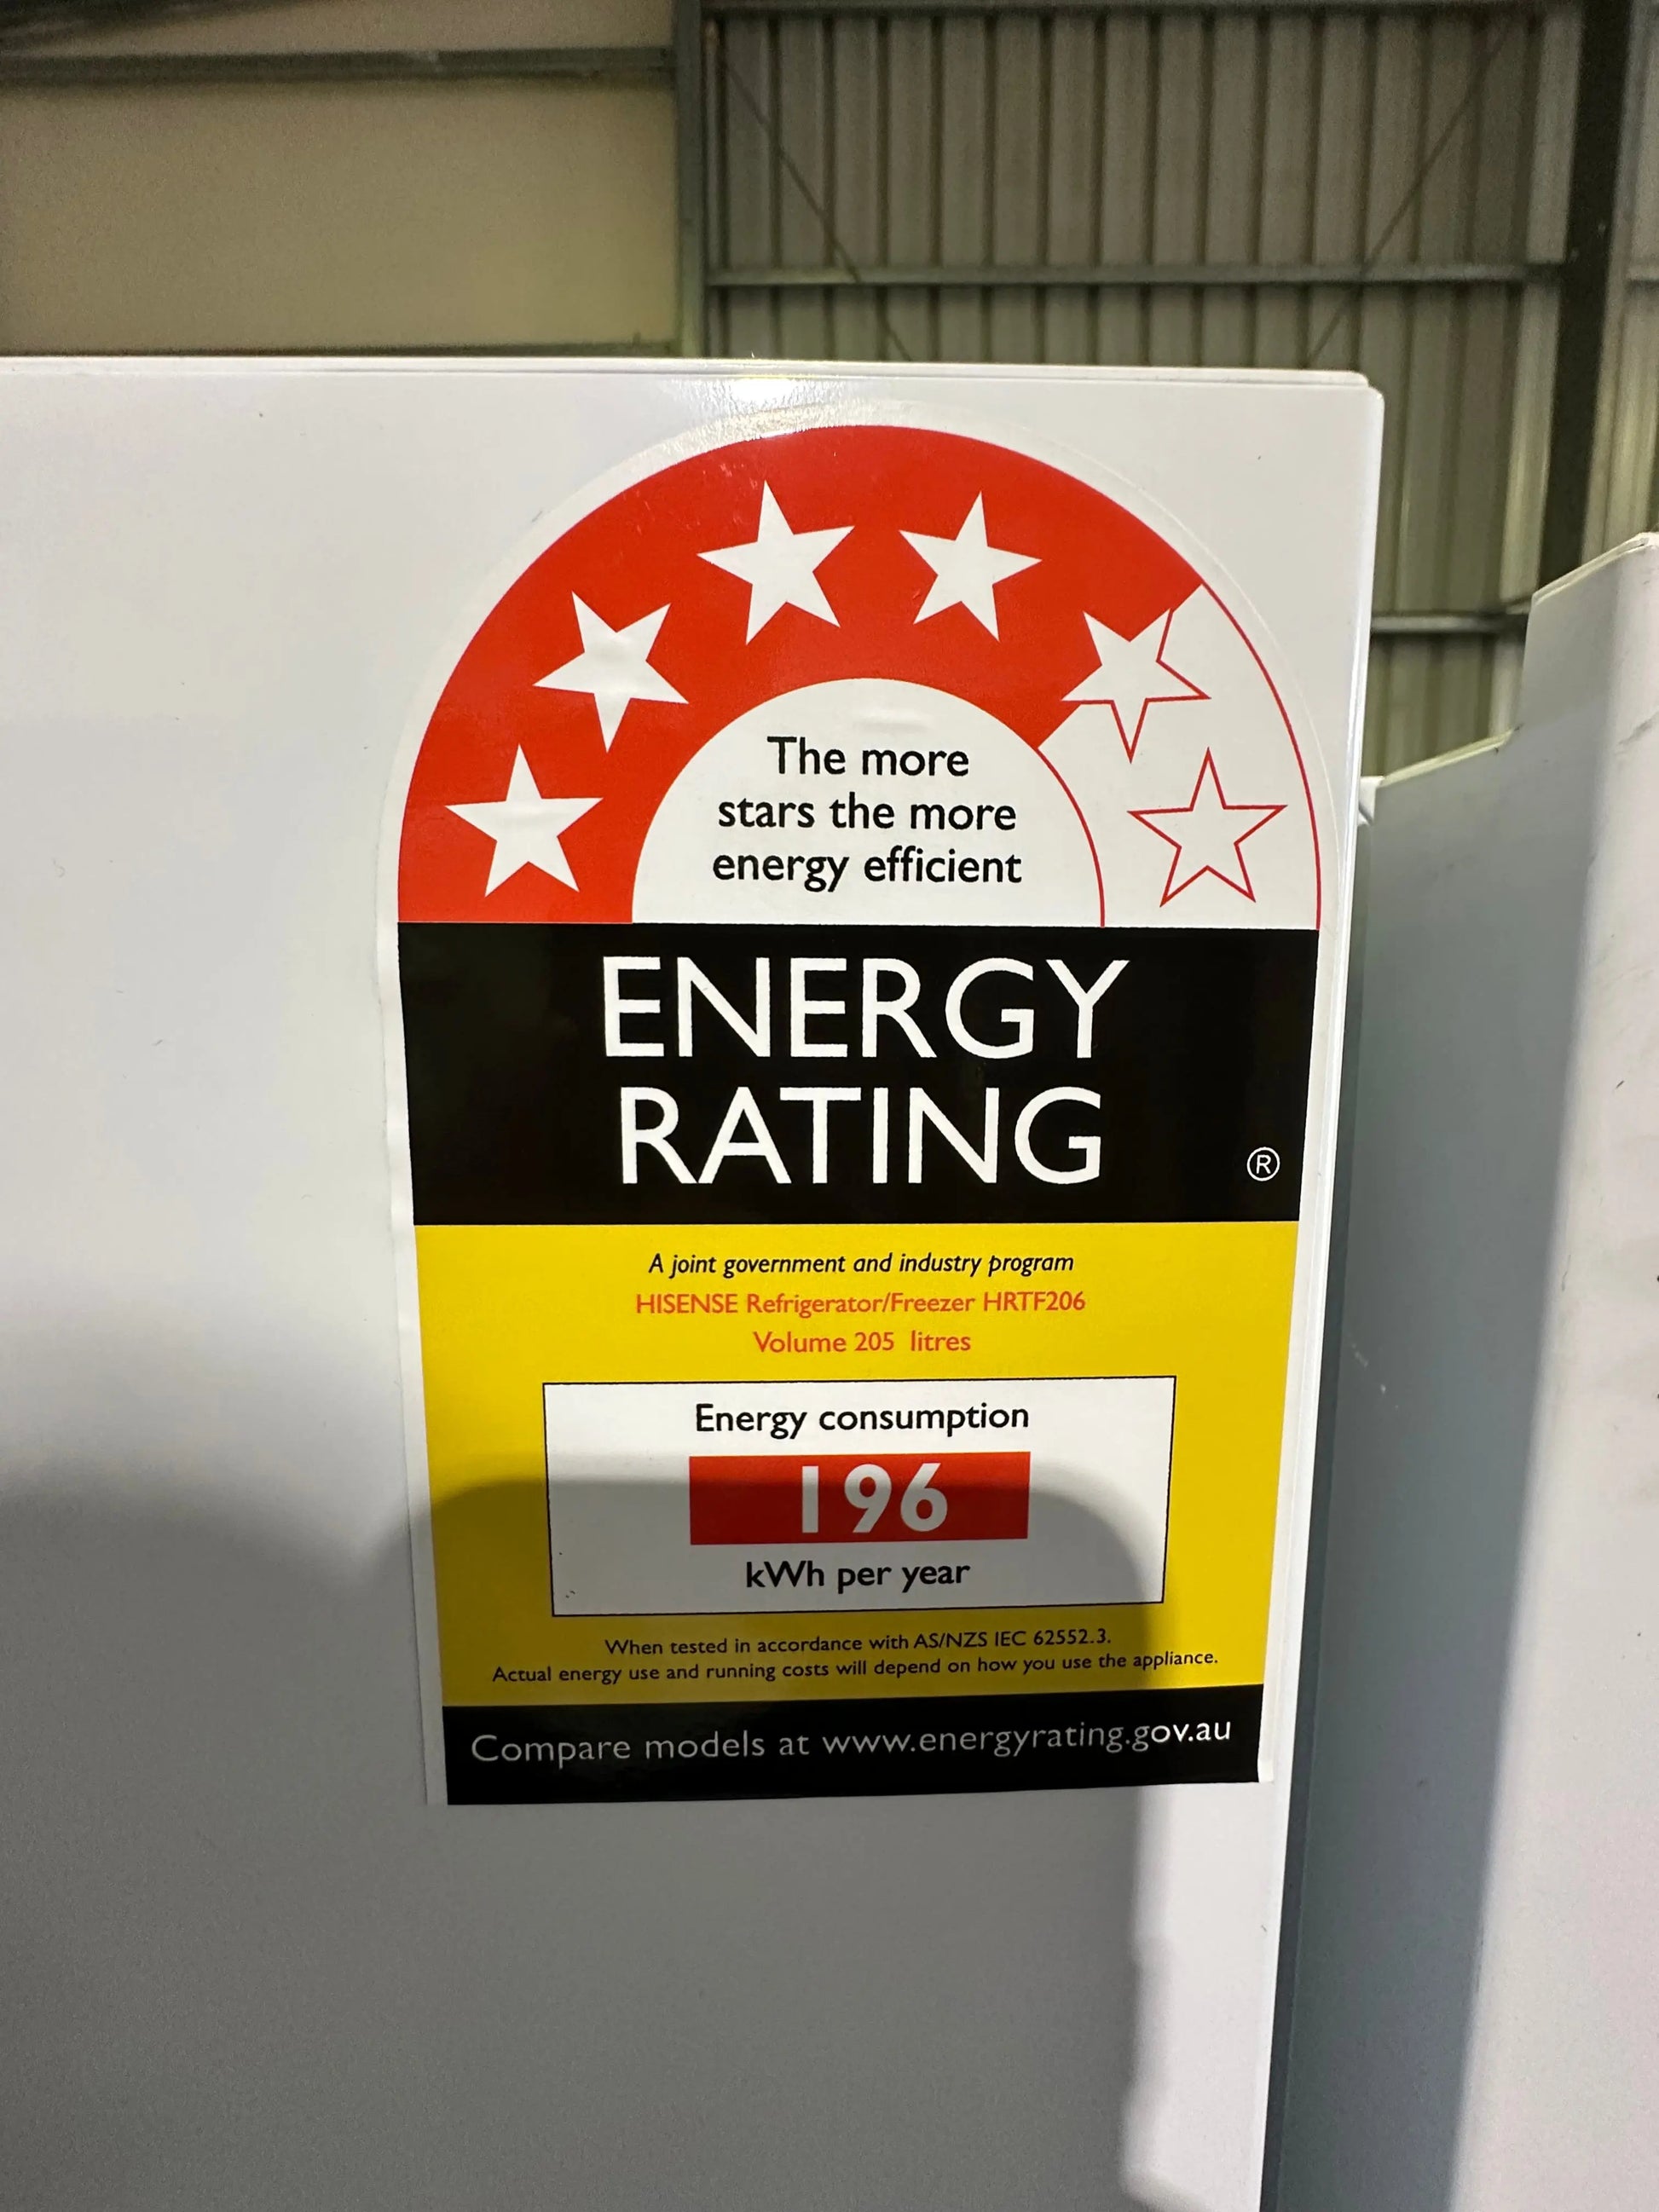 The more
stars the more
energy efficient
ENERGY
RATING
®
A joint government and industry program
HISENSE Refrigerator/Freezer HRTF206
Volume 205 litres
Energy consumption
196
kWh per year
When tested in accordance with AS/NZS IEC 62552.3.
Actual energy use and running costs will depend on how you use the appliance.
Compare models at www.energyrating.gov.au